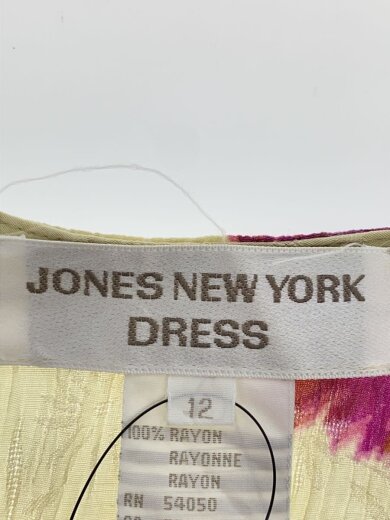 JONES NEW YORK
DRESS
12
100% RAYON
RAYONNE
RAYON
RN 54050